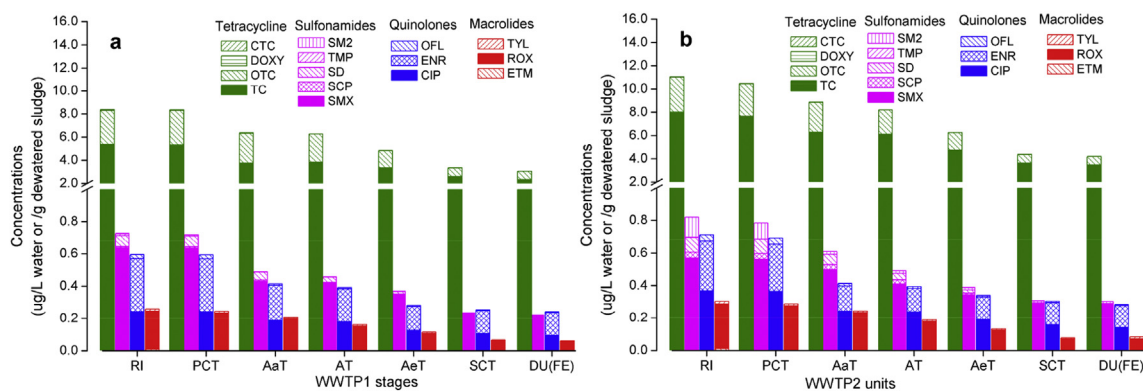 a
Tetracycline Sulfonamides Quinolones Macrolides
CTC SM2 OFL TYL
DOXY TMP ENR ROX
OTC SD CIP ETM
TC SCP
SMX
16.0
14.0
12.0
10.0
8.0
6.0
4.0
2.0
0.8
0.6
0.4
0.2
0.0
Concentrations
(ug/L water or /g dewatered sludge)
RI PCT AaT AT AeT SCT DU(FE)
WWTP1 stages
b
Tetracycline Sulfonamides Quinolones Macrolides
CTC SM2 OFL TYL
DOXY TMP ENR ROX
OTC SD CIP ETM
TC SCP
SMX
16.0
14.0
12.0
10.0
8.0
6.0
4.0
2.0
0.8
0.6
0.4
0.2
0.0
Concentrations
(ug/L water or /g dewatered sludge)
RI PCT AaT AT AeT SCT DU(FE)
WWTP2 units